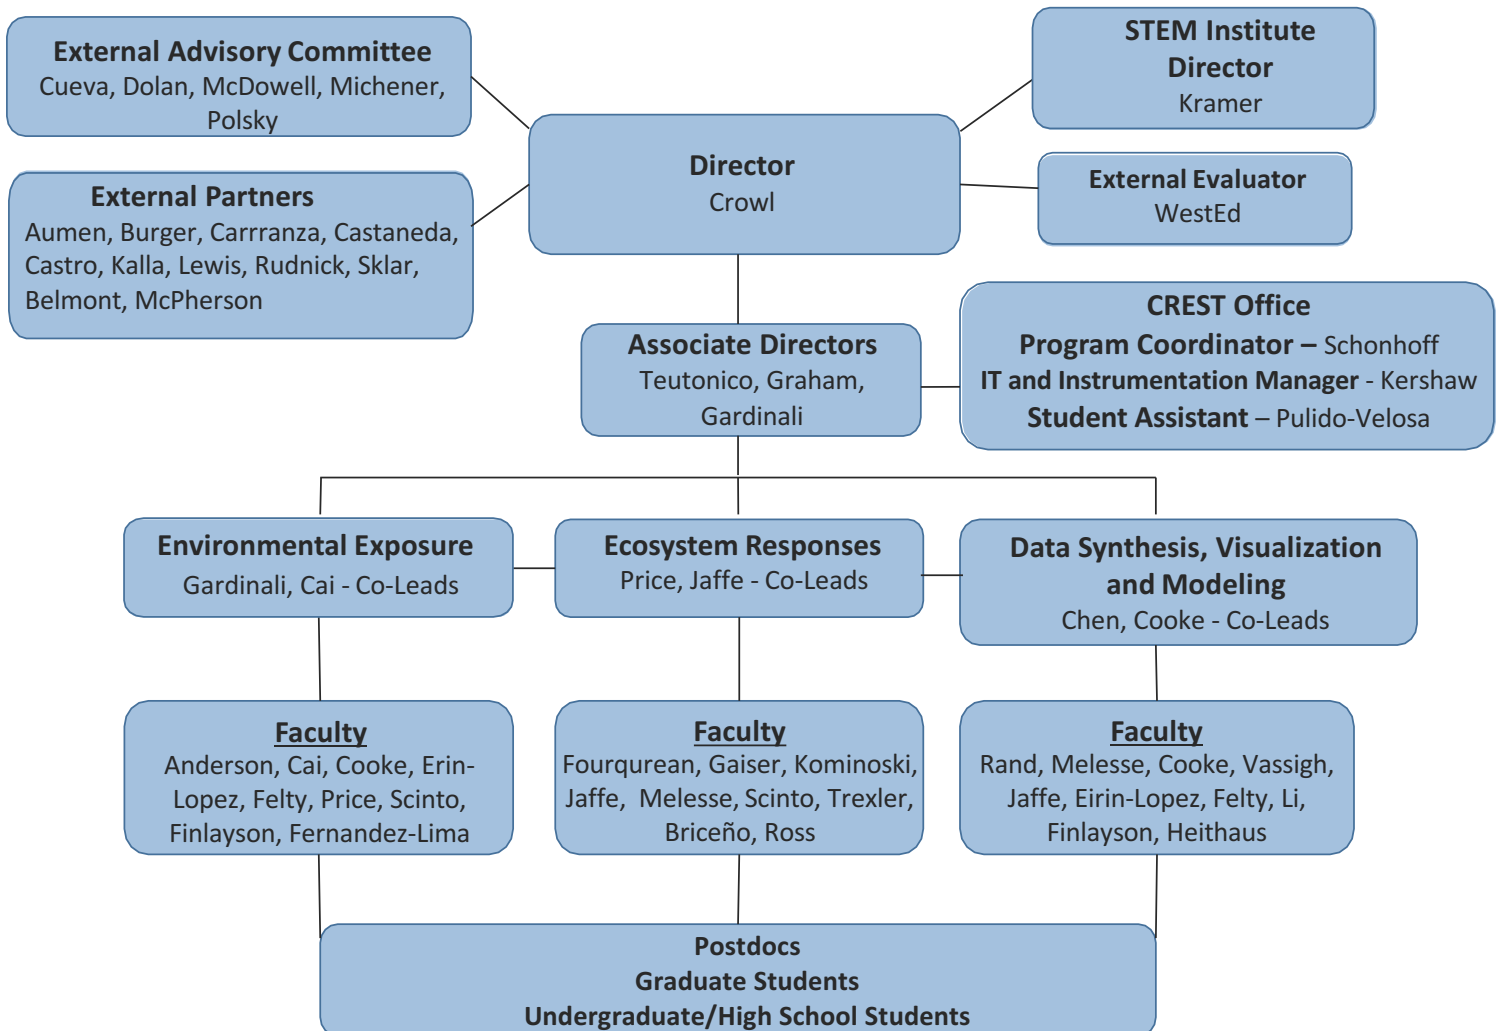 External Advisory Committee
Cueva, Dolan, McDowell, Michener,
Polsky
STEM Institute
Director
Kramer
Director
Crowl
External Partners
Aumen, Burger, Carrranza, Castaneda,
Castro, Kalla, Lewis, Rudnick, Sklar,
Belmont, McPherson
External Evaluator
WestEd
Associate Directors
Teutonico, Graham,
Gardinali
CREST Office
Program Coordinator – Schonhoff
IT and Instrumentation Manager - Kershaw
Student Assistant – Pulido-Velosa
Environmental Exposure
Gardinali, Cai - Co-Leads
Ecosystem Responses
Price, Jaffe - Co-Leads
Data Synthesis, Visualization
and Modeling
Chen, Cooke - Co-Leads
Faculty
Anderson, Cai, Cooke, Erin-
Lopez, Felty, Price, Scinto,
Finlayson, Fernandez-Lima
Faculty
Fourqurean, Gaiser, Kominoski,
Jaffe, Melesse, Scinto, Trexler,
Briceño, Ross
Faculty
Rand, Melesse, Cooke, Vassigh,
Jaffe, Eirin-Lopez, Felty, Li,
Finlayson, Heithaus
Postdocs
Graduate Students
Undergraduate/High School Students